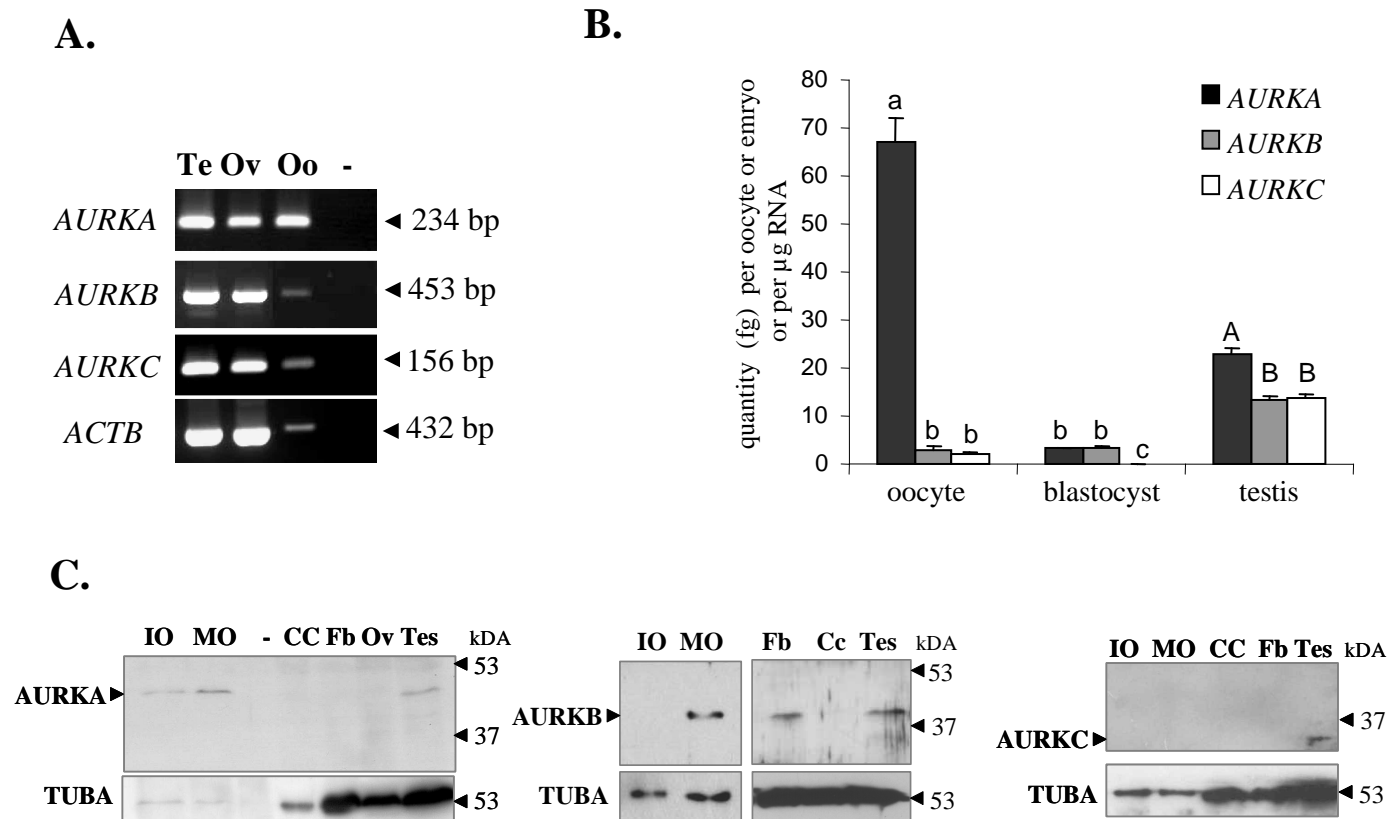 A.
Te Ov Oo -
AURKA ◄ 234 bp
AURKB ◄ 453 bp
AURKC ◄ 156 bp
ACTB ◄ 432 bp
B.
quantity (fg) per oocyte or emryo
or per µg RNA
80
70
60
50
40
30
20
10
0
a
b b
b b
c
A
B B
oocyte blastocyst testis
AURKA
AURKB
AURKC
C.
IO MO - CC Fb Ov Tes kDA
AURKA► ◄53
◄37
TUBA ◄53
IO MO Fb Cc Tes
AURKB► ◄53
◄37
TUBA ◄53
IO MO CC Fb Tes kDA
◄37
AURKC►
TUBA ◄53